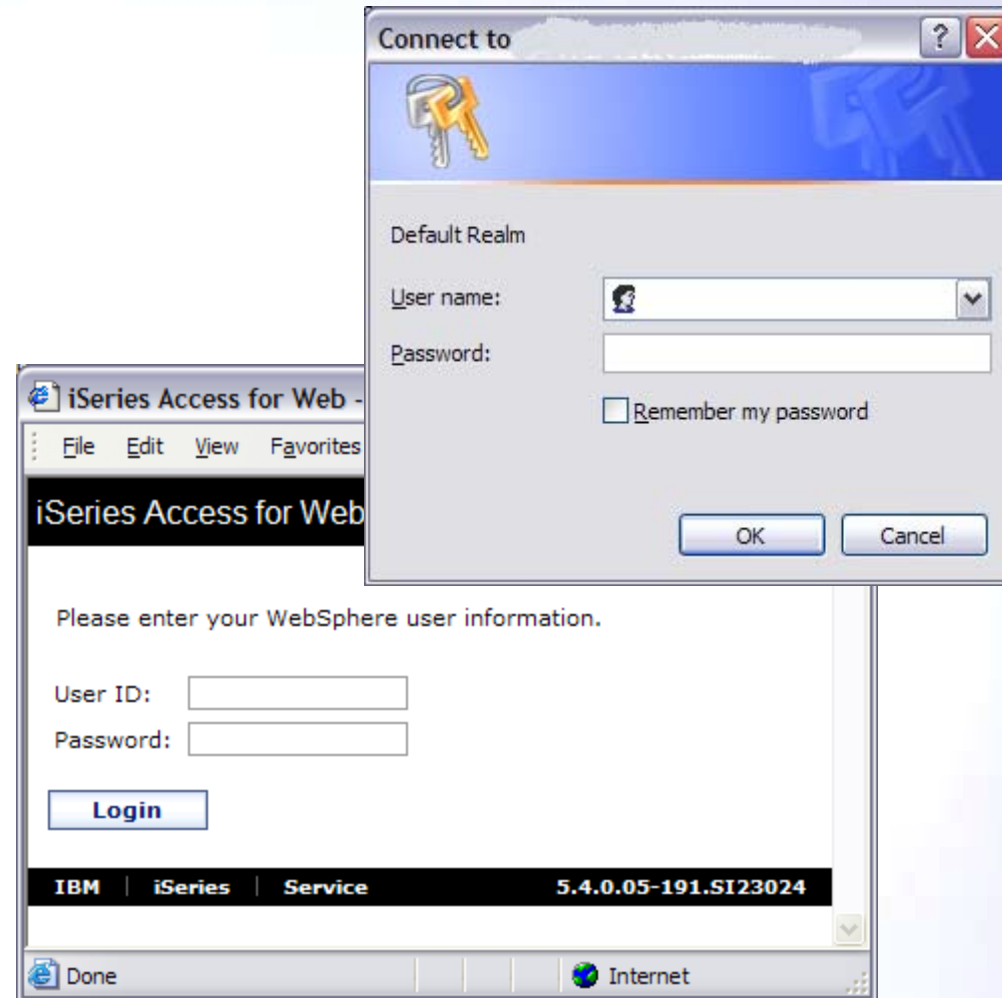 Connect to
?
Default Realm
User name:
Password:
Remember my password
OK
Cancel
iSeries Access for Web -
File Edit View Favorites
iSeries Access for Web
Please enter your WebSphere user information.
User ID:
Password:
Login
IBM | iSeries | Service 5.4.0.05-191.SI23024
Done
Internet